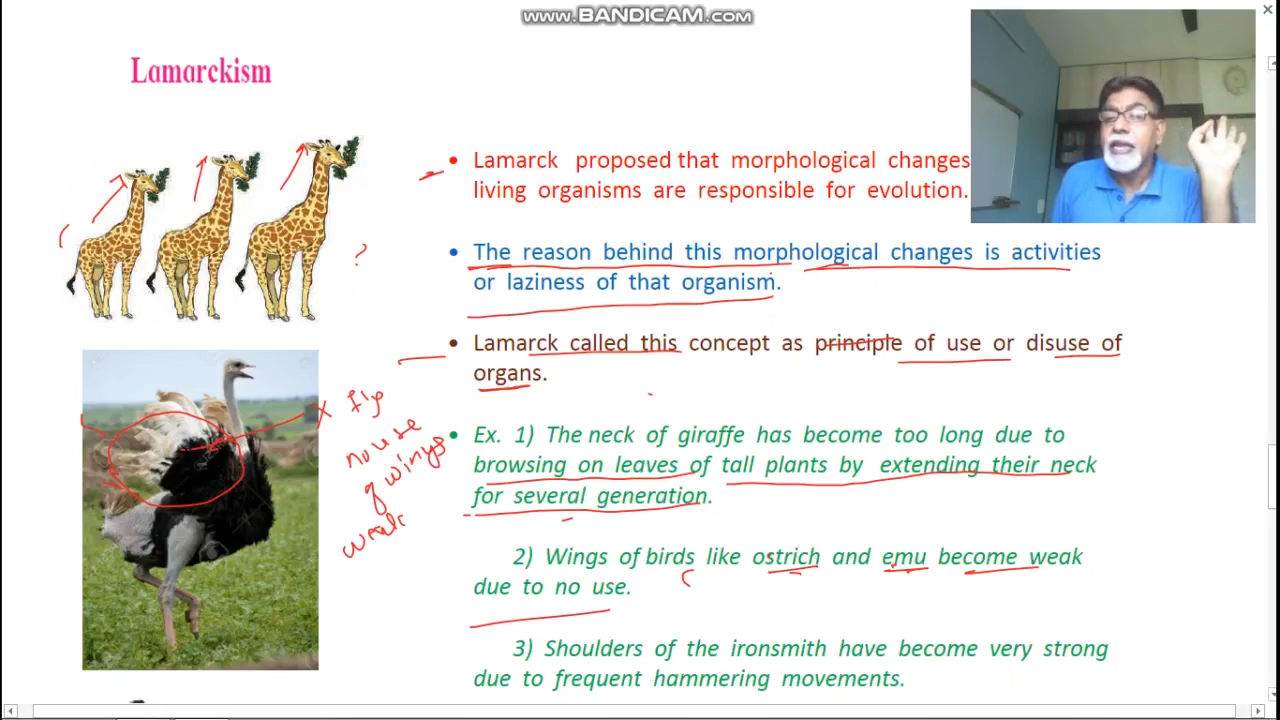 www.BANDICAM.com
Lamarckism
• Lamarck proposed that morphological changes
living organisms are responsible for evolution.
• The reason behind this morphological changes is activities
or laziness of that organism.
• Lamarck called this concept as principle of use or disuse of
organs.
• Ex. 1) The neck of giraffe has become too long due to
browsing on leaves of tall plants by extending their neck
for several generation.
2) Wings of birds like ostrich and emu become weak
due to no use.
3) Shoulders of the ironsmith have become very strong
due to frequent hammering movements.
?
x fly
no use
of wings
weak